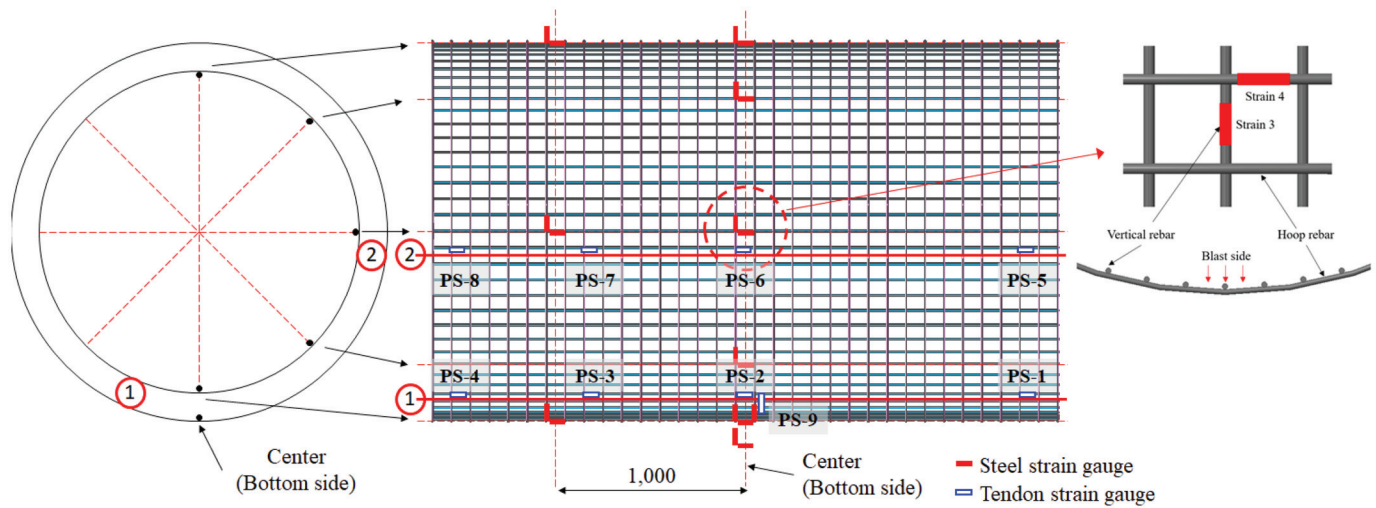 Strain 4
Strain 3
2
2
PS-8
PS-7
PS-6
PS-5
Vertical rebar
Hoop rebar
Blast side
1
1
PS-4
PS-3
PS-2
PS-1
PS-9
Center
(Bottom side)
1,000
Center
(Bottom side)
Steel strain gauge
Tendon strain gauge